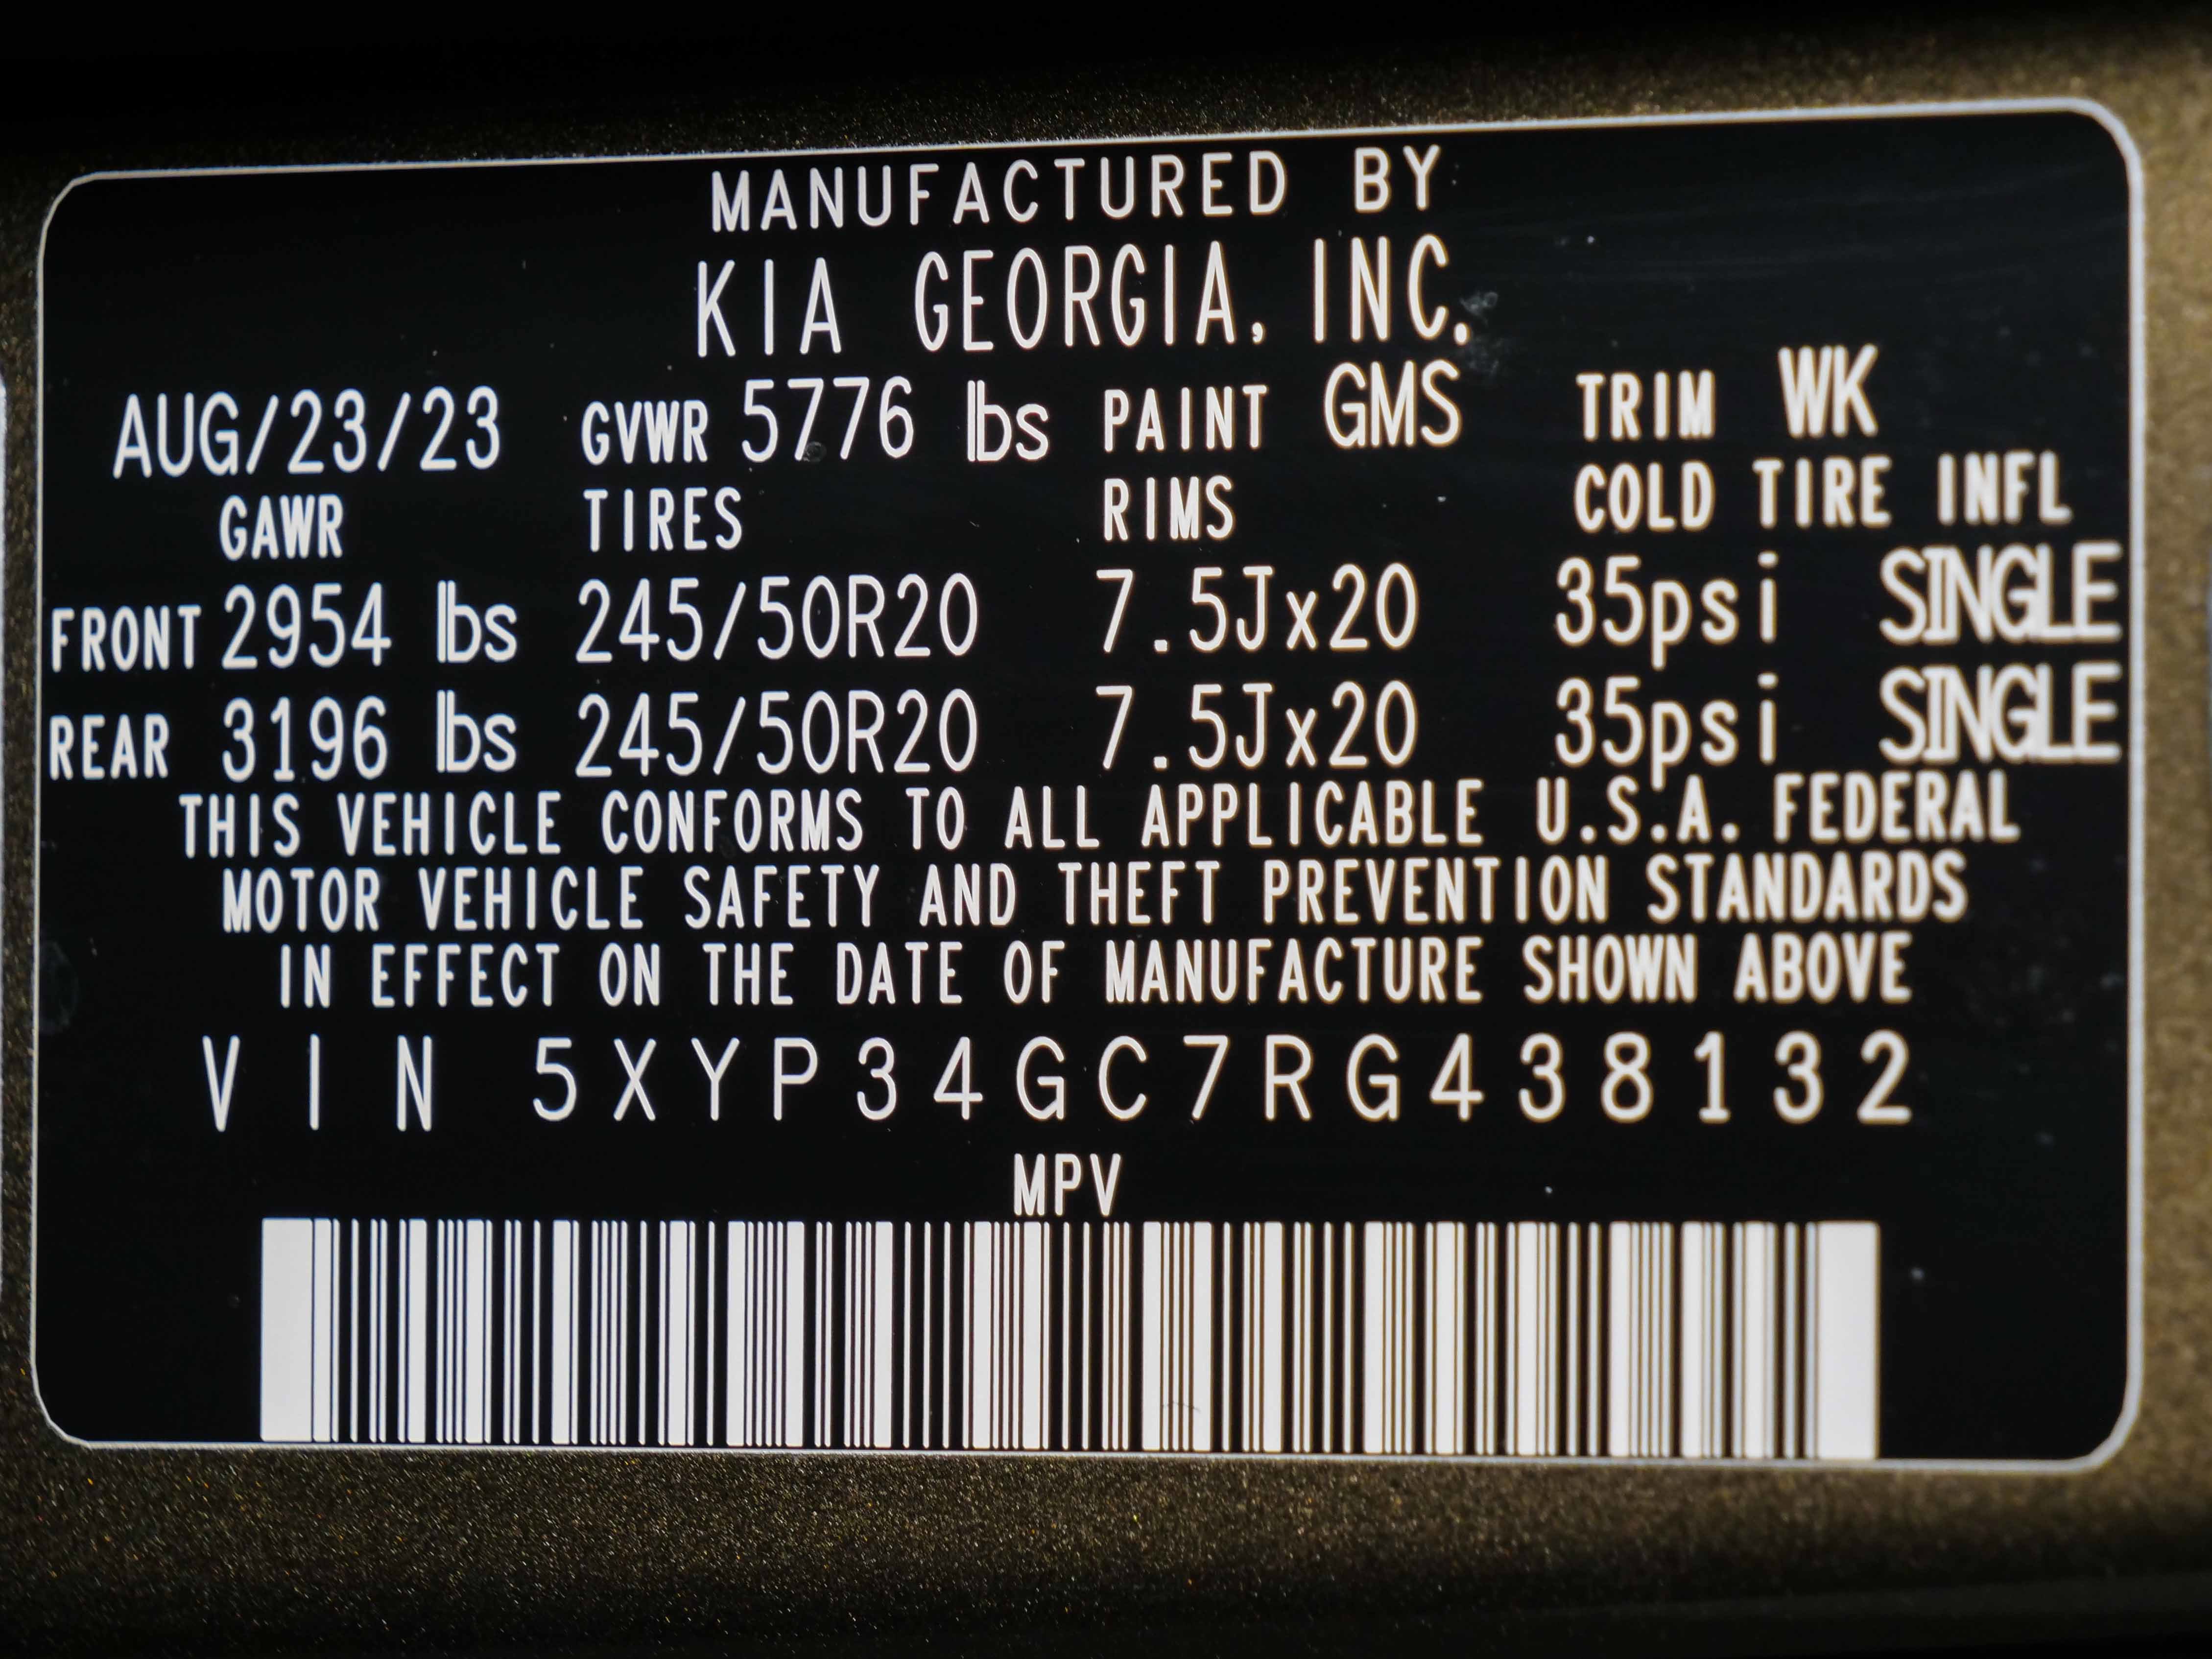 MANUFACTURED BY
KIA GEORGIA, INC.
AUG/23/23 GVWR 5776 lbs PAINT GMS TRIM WK
GAWR TIRES RIMS COLD TIRE INFL
FRONT 2954 lbs 245/50R20 7.5Jx20 35psi SINGLE
REAR 3196 lbs 245/50R20 7.5Jx20 35psi SINGLE
THIS VEHICLE CONFORMS TO ALL APPLICABLE U.S.A. FEDERAL
MOTOR VEHICLE SAFETY AND THEFT PREVENTION STANDARDS
IN EFFECT ON THE DATE OF MANUFACTURE SHOWN ABOVE
VIN 5XYP34GC7RG438132
MPV